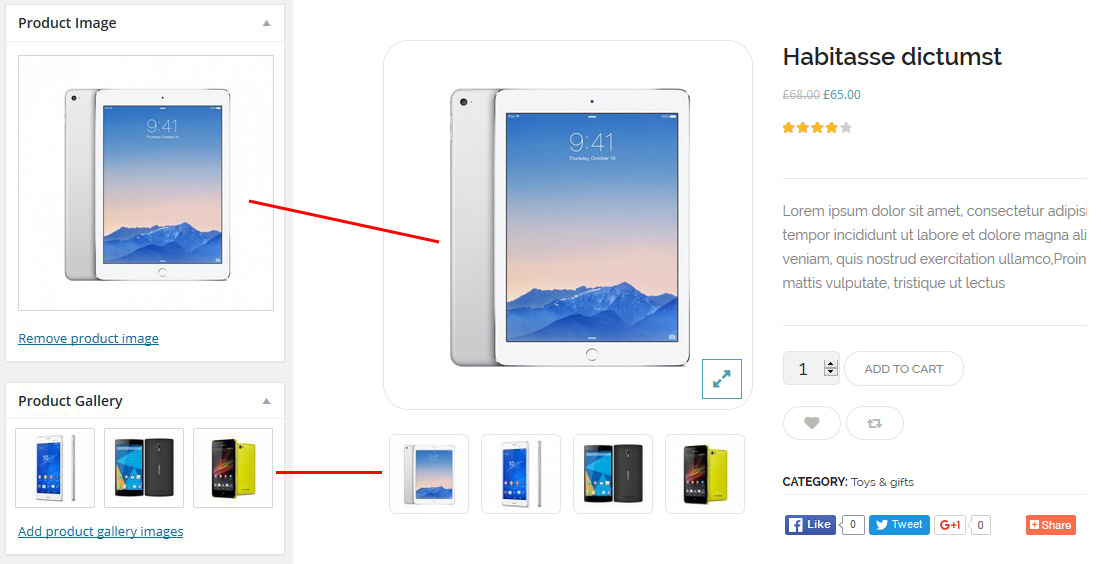 Product Image
9:41
Thursday, October 16
Remove product image
Product Gallery
Add product gallery images
9:41
Thursday, October 16
Habitasse dictumst
£68.00 £65.00
Lorem ipsum dolor sit amet, consectetur adipisi
tempor incididunt ut labore et dolore magna ali
veniam, quis nostrud exercitation ullamco,Proin
mattis vulputate, tristique ut lectus
1
ADD TO CART
CATEGORY: Toys & gifts
Like 0 Tweet G+1 0 Share